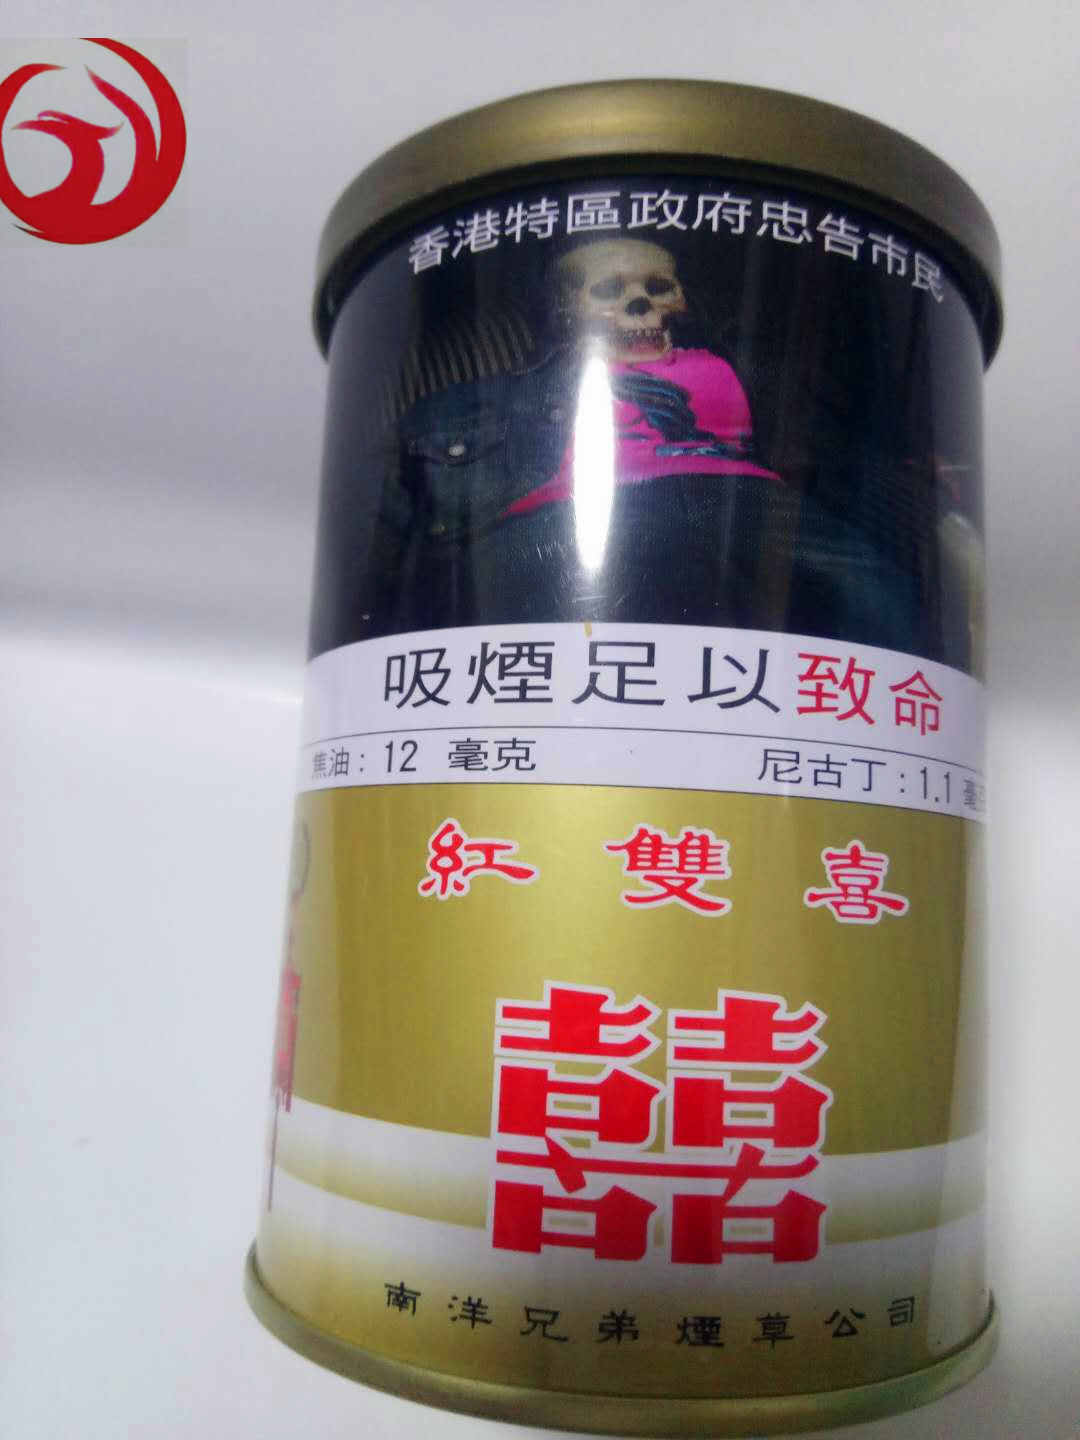 香港特區政府忠告市民
吸煙足以致命
焦油：12 毫克 尼古丁：1.1 毫
紅雙喜
囍
南洋兄弟煙草公司